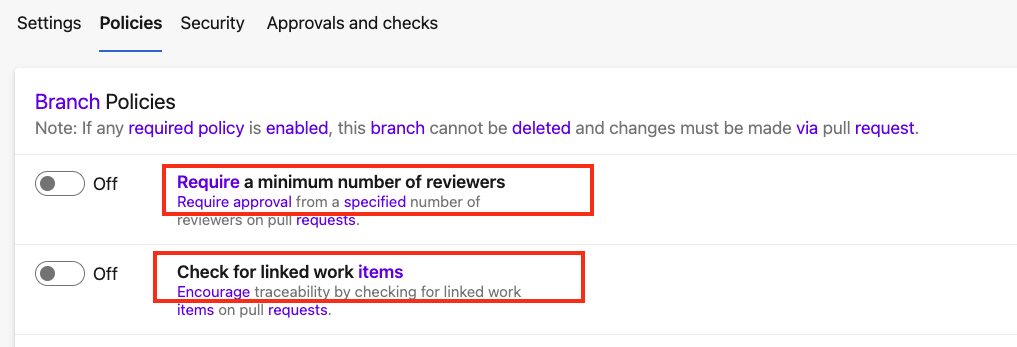 Settings Policies Security Approvals and checks
Branch Policies
Note: If any required policy is enabled, this branch cannot be deleted and changes must be made via pull request.
Off
Require a minimum number of reviewers
Require approval from a specified number of
reviewers on pull requests.
Off
Check for linked work items
Encourage traceability by checking for linked work
items on pull requests.